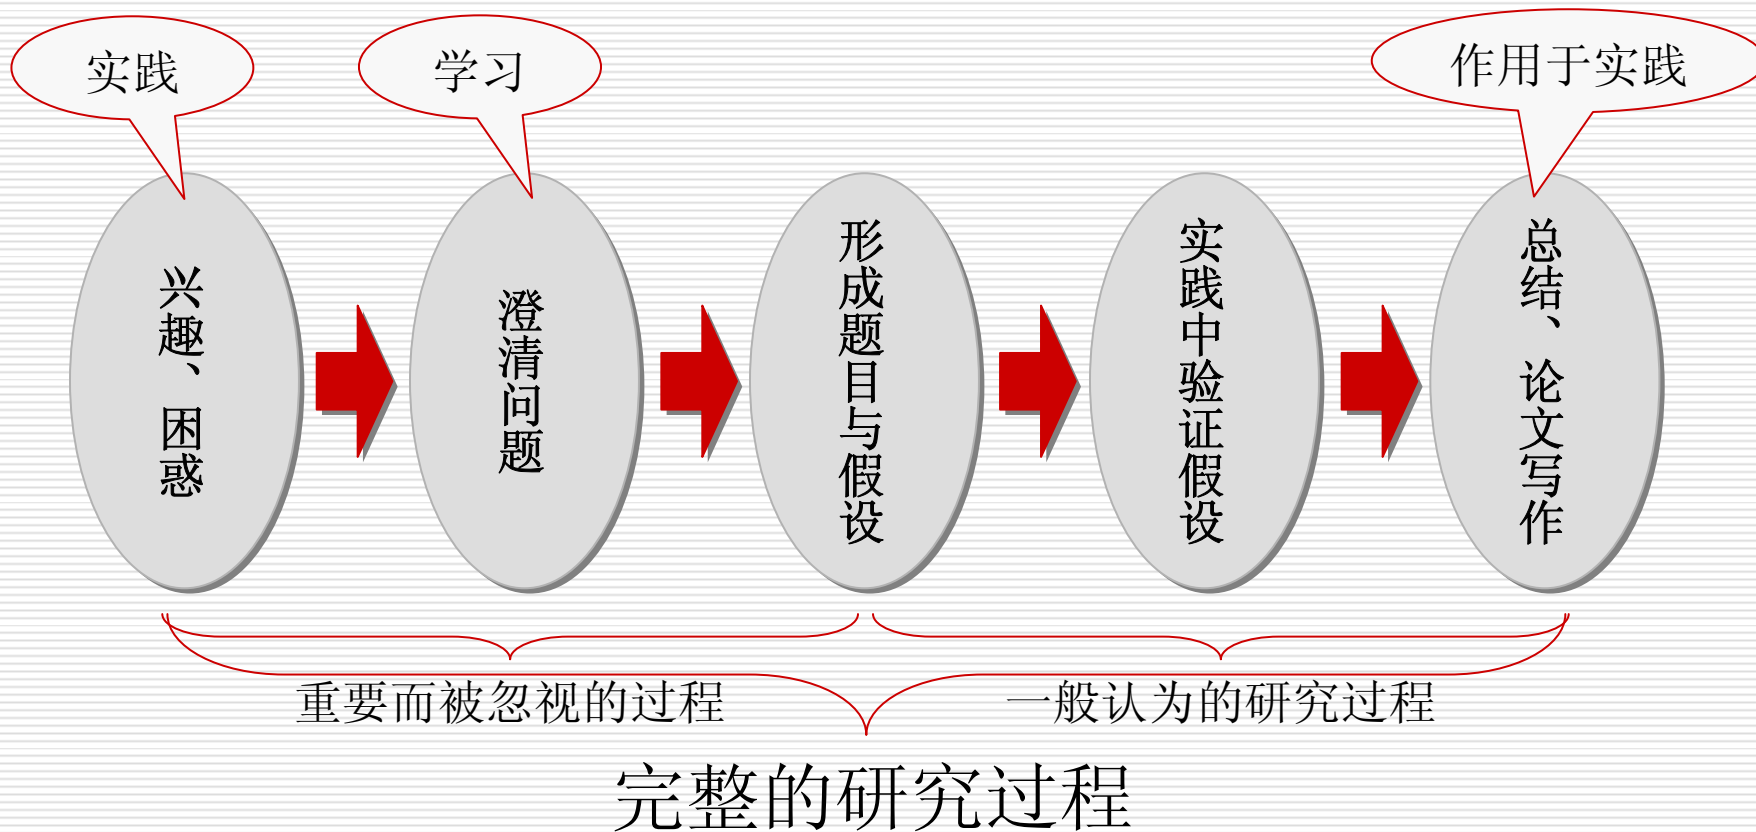 实践
学习
作用于实践
兴趣、困惑
澄清问题
形成题目与假设
实践中验证假设
总结、论文写作
重要而被忽视的过程
一般认为的研究过程
完整的研究过程